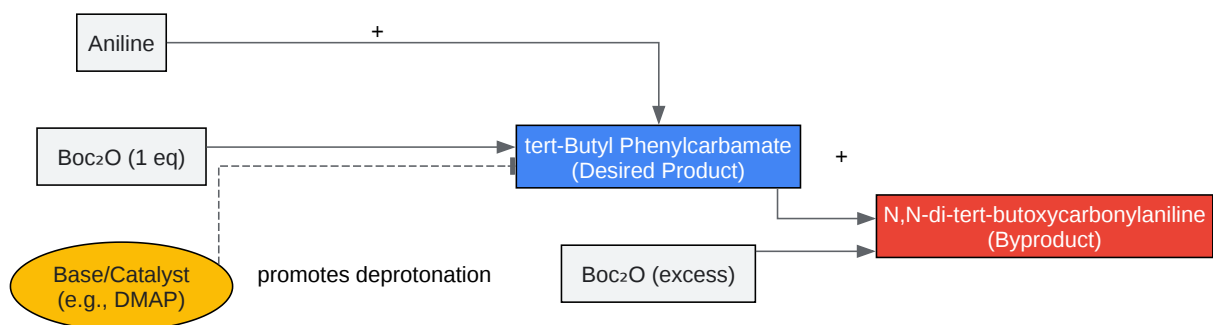 Aniline
+
Boc₂O (1 eq)
tert-Butyl Phenylcarbamate
(Desired Product)
+
N,N-di-tert-butoxycarbonylaniline
(Byproduct)
Base/Catalyst
(e.g., DMAP)
promotes deprotonation
Boc₂O (excess)